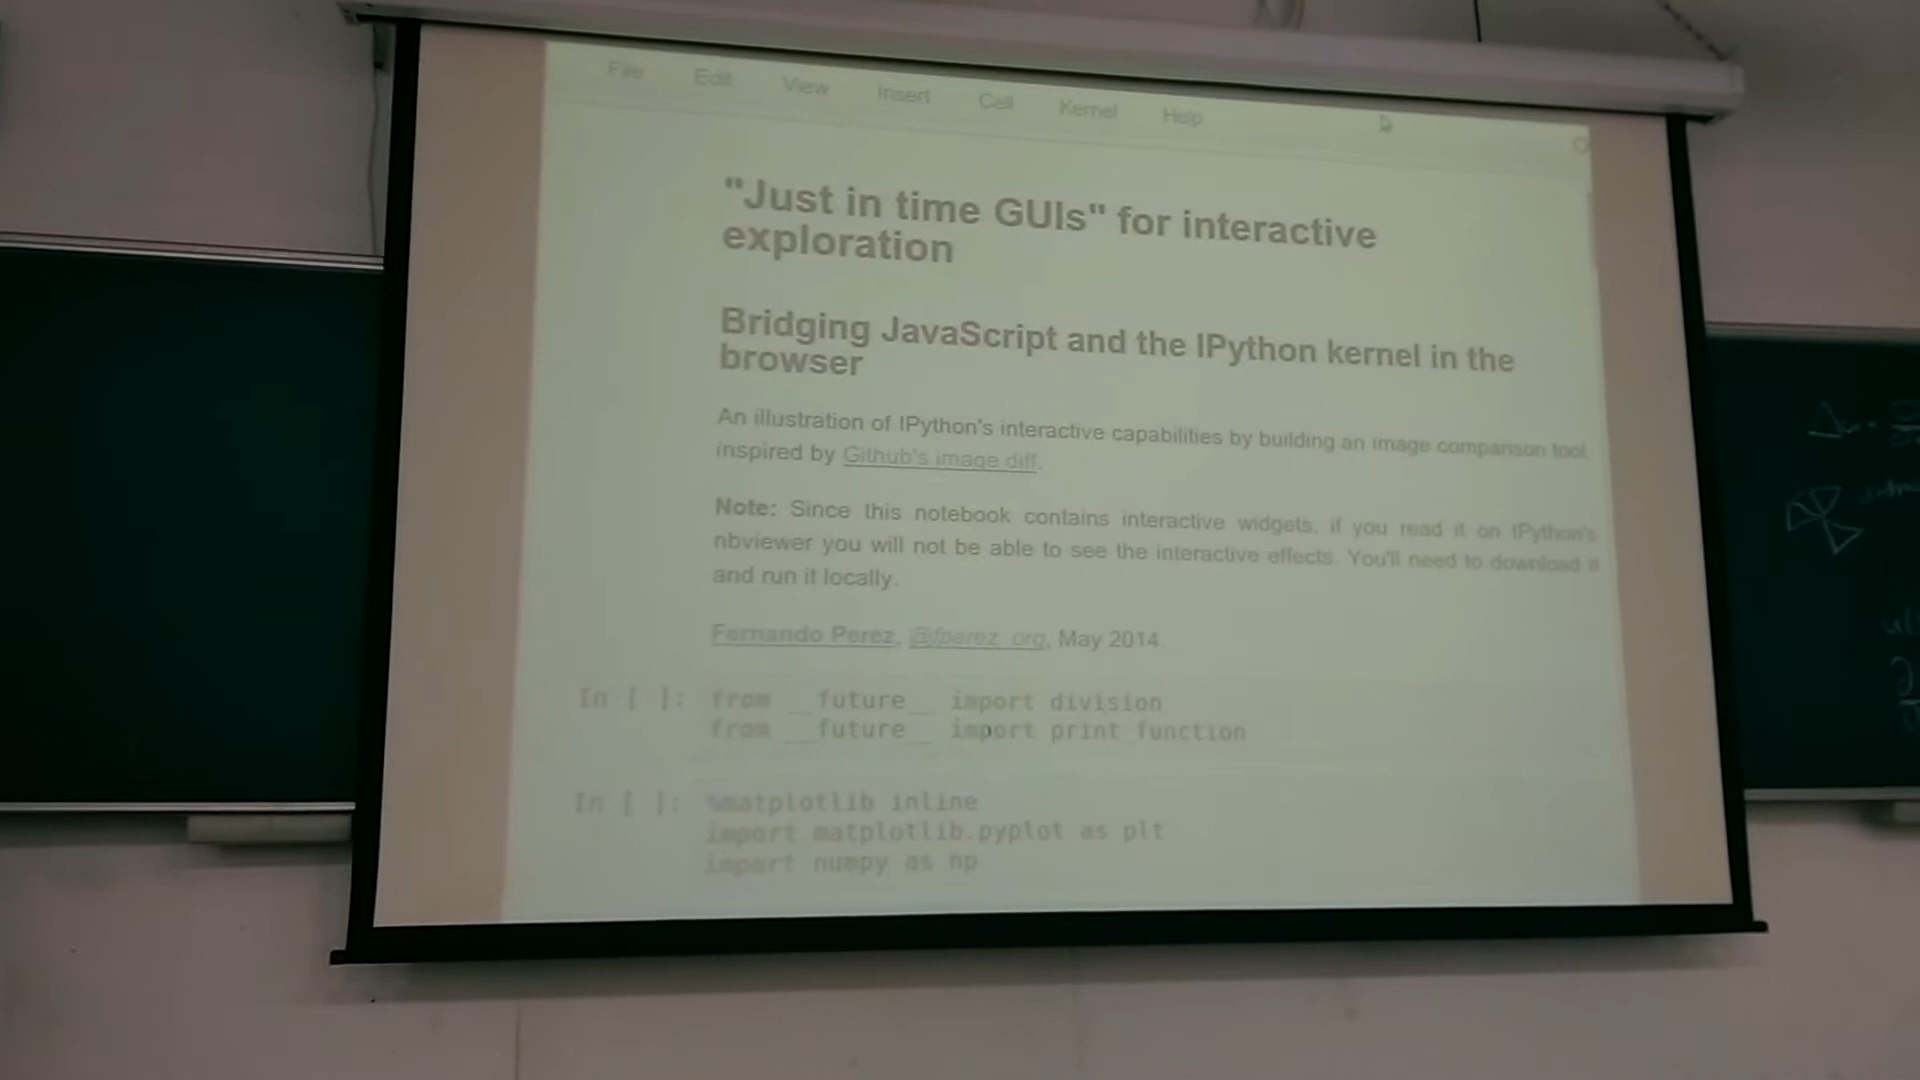 File Edit View Insert Cell Kernel Help
"Just in time GUIs" for interactive
exploration
Bridging JavaScript and the IPython kernel in the
browser
An illustration of IPython's interactive capabilities by building an image comparison tool
inspired by Github's image diff.
Note: Since this notebook contains interactive widgets, if you read it on IPython's
nbviewer you will not be able to see the interactive effects. You'll need to download it
and run it locally.
Fernando Perez, @fperez_org, May 2014.
In [ ]: from __future__ import division
from __future__ import print_function
In [ ]: %matplotlib inline
import matplotlib.pyplot as plt
import numpy as np